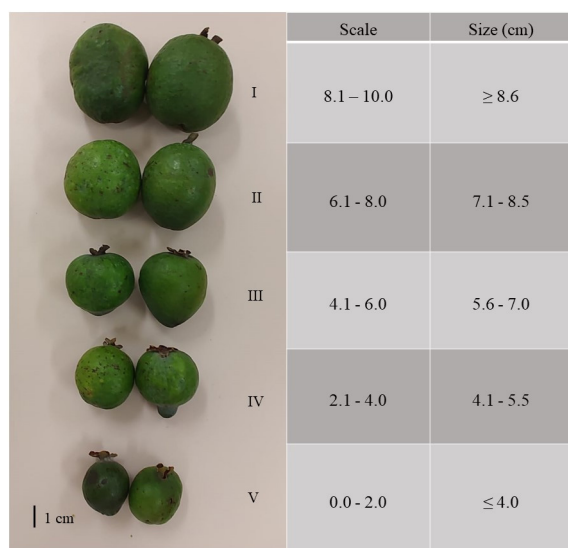 Scale Size (cm)
I 8.1 – 10.0 ≥ 8.6
II 6.1 - 8.0 7.1 - 8.5
III 4.1 - 6.0 5.6 - 7.0
IV 2.1 - 4.0 4.1 - 5.5
V 0.0 - 2.0 ≤ 4.0
1 cm